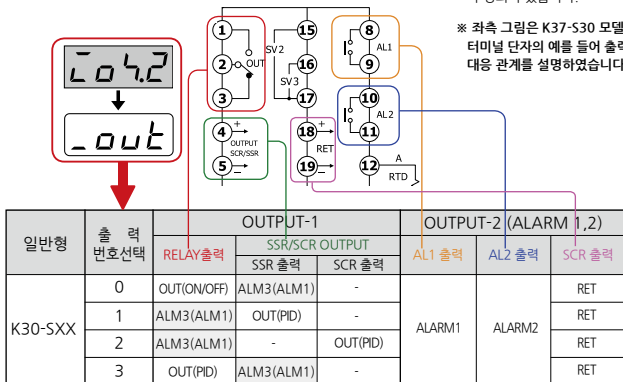 ※ 좌측 그림은 K37-S30 모델
터미널 단자의 예를 들어 출력
대응 관계를 설명하였습니다
io4.2
_out
1
2
3
OUT
SV2
15
16
SV3
17
8
AL1
9
10
AL2
11
4
+
OUTPUT
SCR/SSR
5
−
18
+
RET
19
−
12
A
RTD
일반형
출 력
번호선택
OUTPUT-1
OUTPUT-2 (ALARM 1,2)
RELAY출력
SSR/SCR OUTPUT
AL1 출력
AL2 출력
SCR 출력
SSR 출력
SCR 출력
K30-SXX
0
OUT(ON/OFF)
ALM3(ALM1)
-
ALARM1
ALARM2
RET
1
ALM3(ALM1)
OUT(PID)
-
RET
2
ALM3(ALM1)
-
OUT(PID)
RET
3
OUT(PID)
ALM3(ALM1)
-
RET